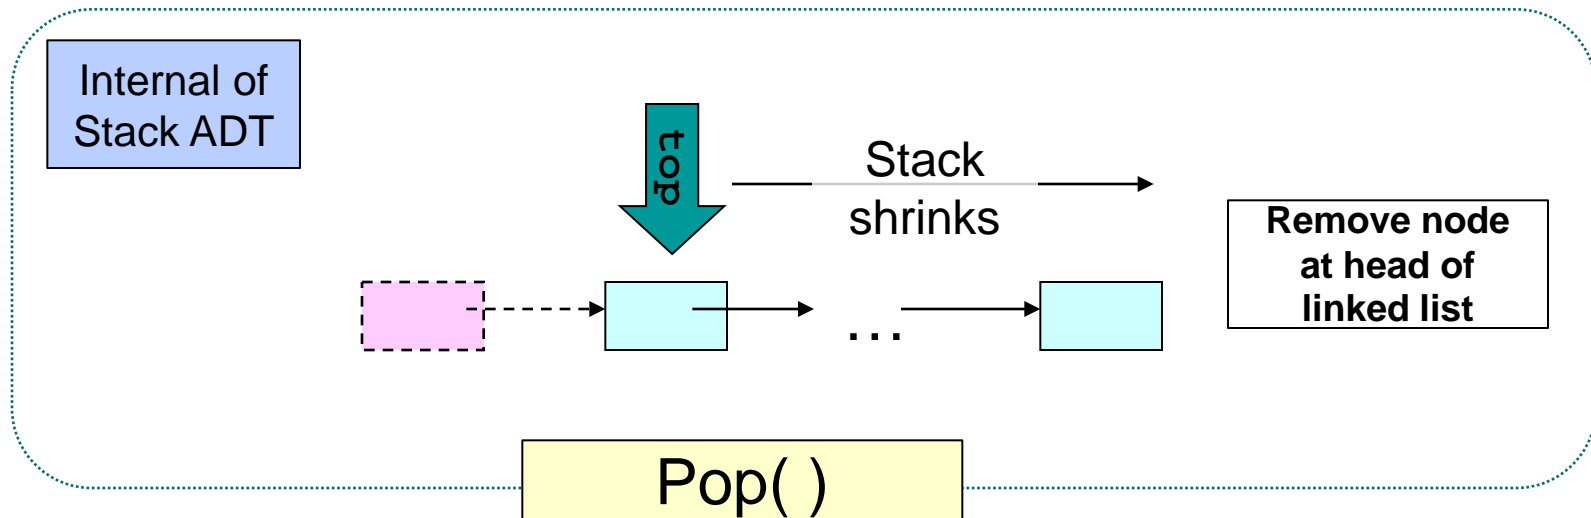 Internal of
Stack ADT
top
Stack
shrinks
Remove node
at head of
linked list
...
Pop( )